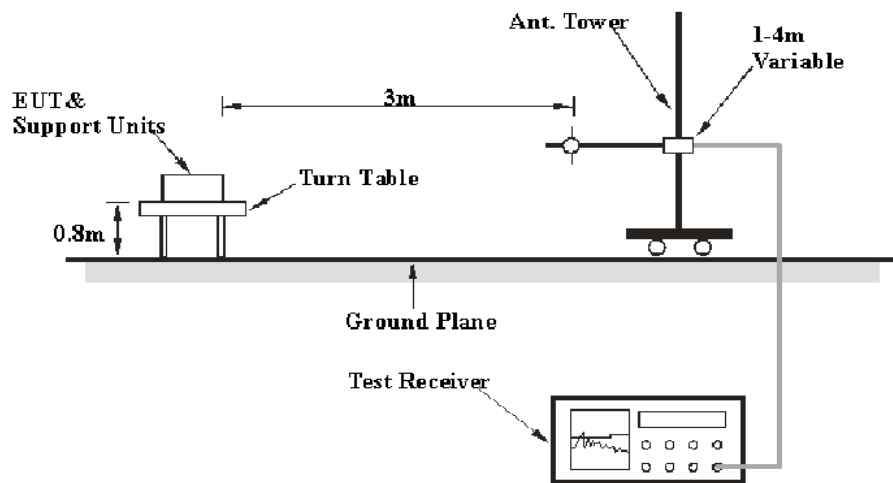 Ant. Tower
1-4m
Variable
3m
EUT&
Support Units
Turn Table
0.8m
Ground Plane
Test Receiver